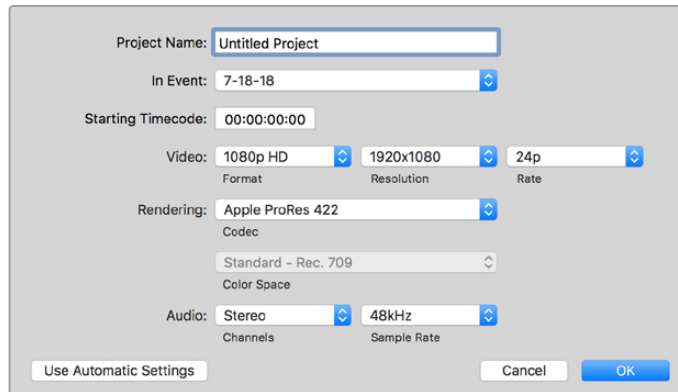 Project Name: Untitled Project
In Event: 7-18-18
Starting Timecode: 00:00:00:00
Video: 1080p HD 1920x1080 24p
Format Resolution Rate
Rendering: Apple ProRes 422
Codec
Standard - Rec. 709
Color Space
Audio: Stereo 48kHz
Channels Sample Rate
Use Automatic Settings Cancel OK